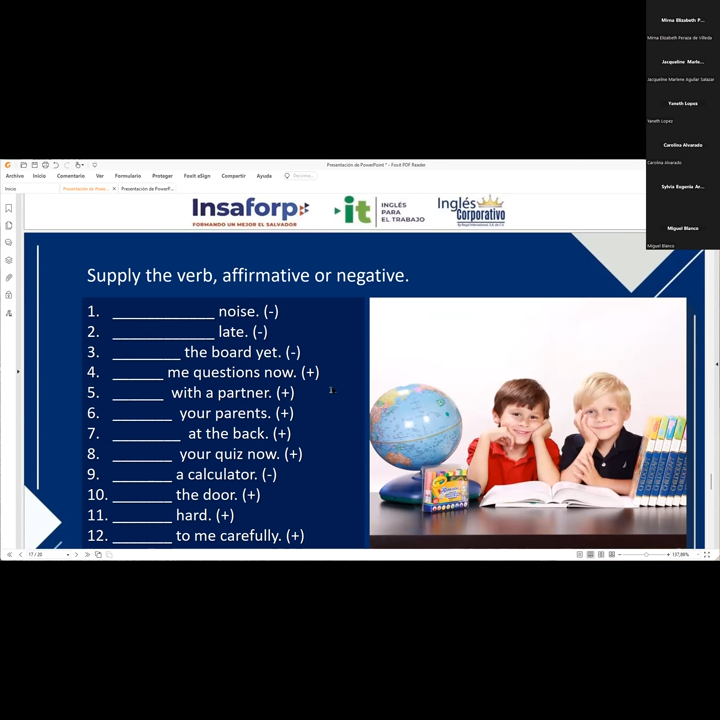 Mirna Elizabeth P...
Mirna Elizabeth Peraza de Villeda
Jacqueline Marle...
Jacqueline Marlene Aguilar Salazar
Yaneth Lopez
Yaneth Lopez
Carolina Alvarado
Carolina Alvarado
Sylvia Eugenia Ar...
Miguel Blanco
Miguel Blanco
Presentación de PowerPoint * - Foxit PDF Reader
Archivo Inicio Comentario Ver Formulario Proteger Foxit eSign Compartir Ayuda
Inicio Presentación de Powe... × Presentación de PowerP...
Insaforp
FORMANDO UN MEJOR EL SALVADOR
it INGLÉS PARA EL TRABAJO
Inglés Corporativo
Supply the verb, affirmative or negative.
1. _____________ noise. (-)
2. _____________ late. (-)
3. _________ the board yet. (-)
4. _______ me questions now. (+)
5. _______ with a partner. (+)
6. ________ your parents. (+)
7. _________ at the back. (+)
8. ________ your quiz now. (+)
9. ________ a calculator. (-)
10. ________ the door. (+)
11. ________ hard. (+)
12. ________ to me carefully. (+)
17 / 20
137,89%